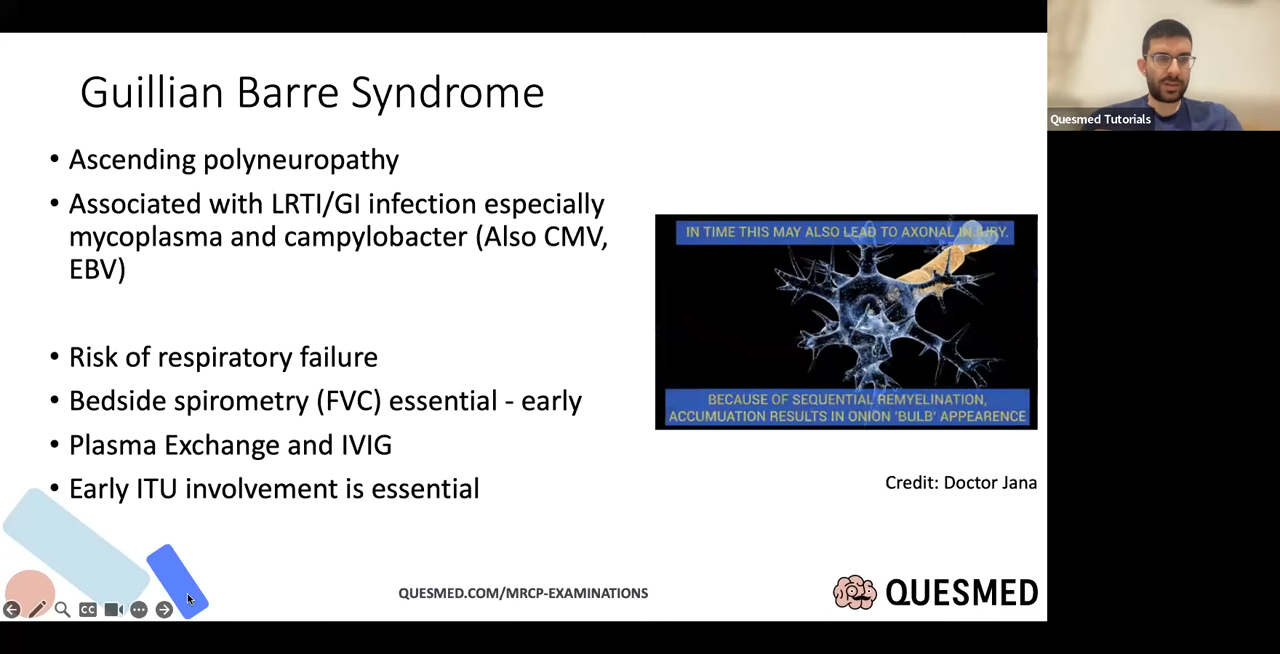 Guillian Barre Syndrome
• Ascending polyneuropathy
• Associated with LRTI/GI infection especially
mycoplasma and campylobacter (Also CMV,
EBV)
• Risk of respiratory failure
• Bedside spirometry (FVC) essential - early
• Plasma Exchange and IVIG
• Early ITU involvement is essential
IN TIME THIS MAY ALSO LEAD TO AXONAL INJURY.
BECAUSE OF SEQUENTIAL REMYELINATION,
ACCUMUATION RESULTS IN ONION 'BULB' APPEARENCE
Credit: Doctor Jana
QUESMED.COM/MRCP-EXAMINATIONS
QUESMED
CC
Quesmed Tutorials